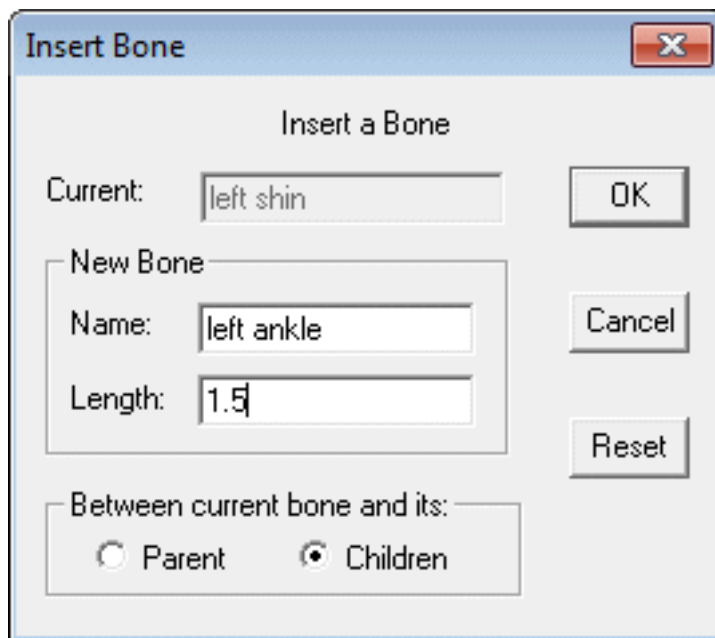 Insert Bone
Insert a Bone
Current: left shin
OK
New Bone
Name: left ankle
Cancel
Length: 1.5
Reset
Between current bone and its:
Parent Children